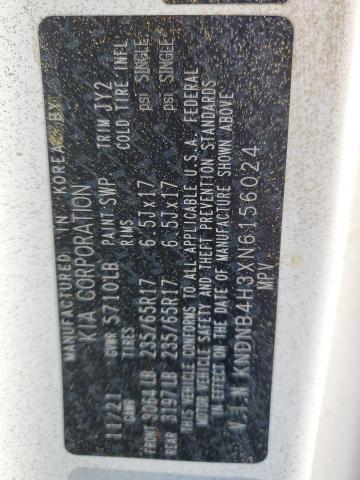 MANUFACTURED IN KOREA BY
KIA CORPORATION
11/21 GVWR 5710LB PAINT SWP TRIM JY2
TIRES RIMS COLD TIRE INFL
FRONT 3064LB 235/65R17 6.5Jx17 psi SINGLE
REAR 3197LB 235/65R17 6.5Jx17 psi SINGLE
THIS VEHICLE CONFORMS TO ALL APPLICABLE U.S.A. FEDERAL
MOTOR VEHICLE SAFETY AND THEFT PREVENTION STANDARDS
IN EFFECT ON THE DATE OF MANUFACTURE SHOWN ABOVE
V.I.N KNDNB4H3XN6156024
MPV